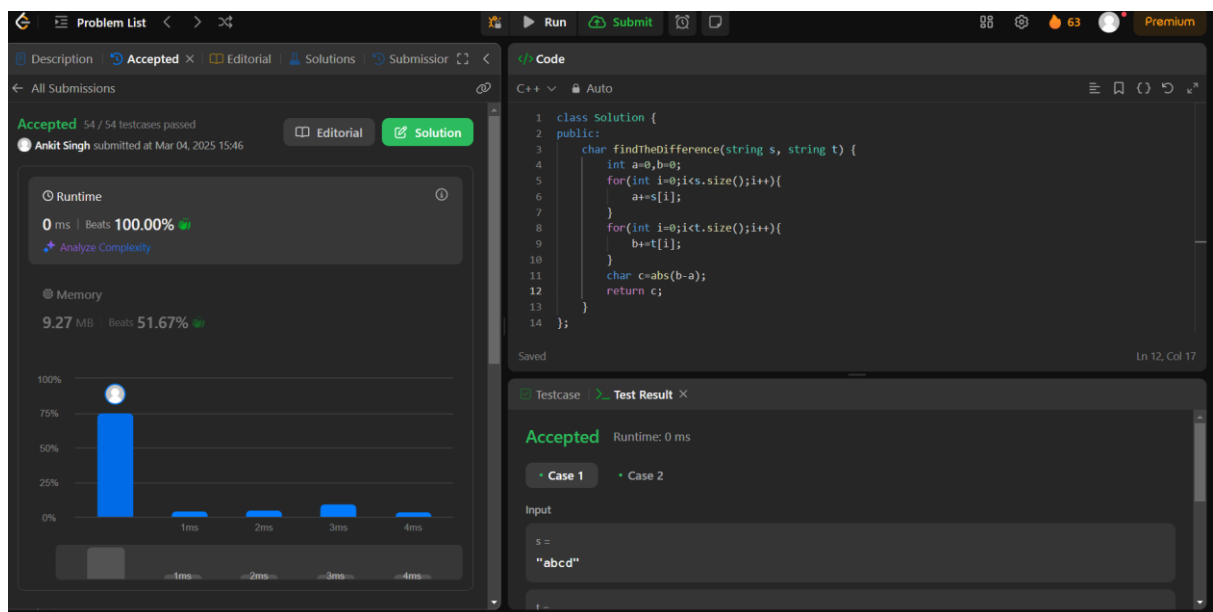 Problem List
Run
Submit
63
Premium
Description
Accepted
Editorial
Solutions
Submission
All Submissions
Accepted 54 / 54 testcases passed
Ankit Singh submitted at Mar 04, 2025 15:46
Editorial
Solution
Runtime
0 ms | Beats 100.00%
Analyze Complexity
Memory
9.27 MB | Beats 51.67%
100%
75%
50%
25%
0%
1ms 2ms 3ms 4ms
1ms 2ms 3ms 4ms
</> Code
C++ Auto
1 class Solution {
2 public:
3     char findTheDifference(string s, string t) {
4         int a=0,b=0;
5         for(int i=0;i<s.size();i++){
6             a+=s[i];
7         }
8         for(int i=0;i<t.size();i++){
9             b+=t[i];
10         }
11         char c=abs(b-a);
12         return c;
13     }
14 };
Saved
Ln 12, Col 17
Testcase
>_ Test Result
Accepted Runtime: 0 ms
• Case 1 • Case 2
Input
s =
"abcd"
t =